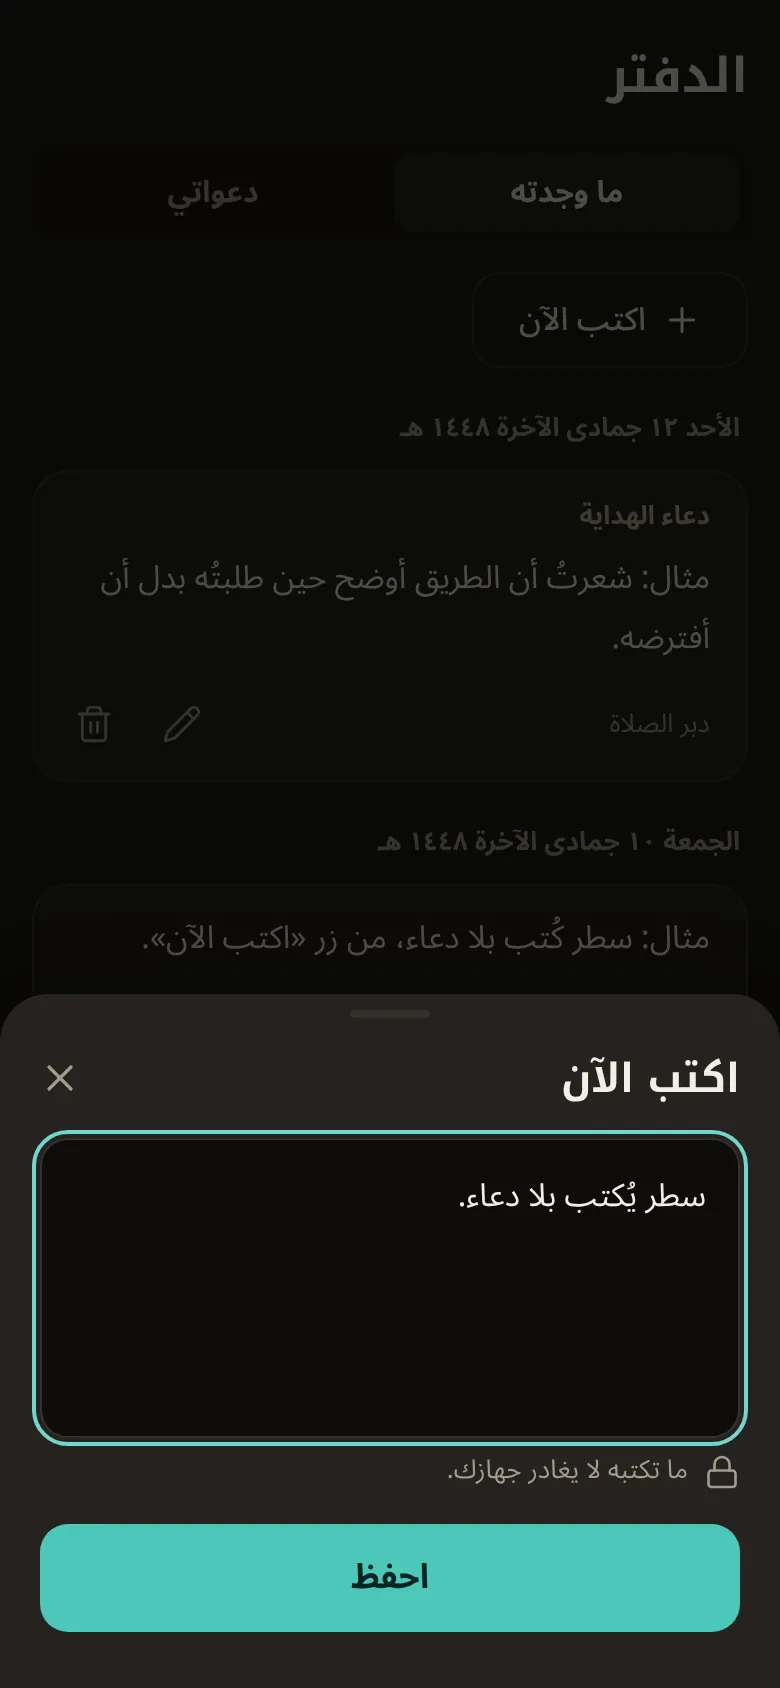 الدفتر
ما وجدته
دعواتي
اكتب الآن
الأحد ١٢ جمادى الآخرة ١٤٤٨ هـ
دعاء الهداية
مثال: شعرتُ أن الطريق أوضح حين طلبتُه بدل أن
أفترضه.
دبر الصلاة
الجمعة ١٠ جمادى الآخرة ١٤٤٨ هـ
مثال: سطر كُتب بلا دعاء، من زر «اكتب الآن».
اكتب الآن
سطر يُكتب بلا دعاء.
ما تكتبه لا يغادر جهازك.
احفظ